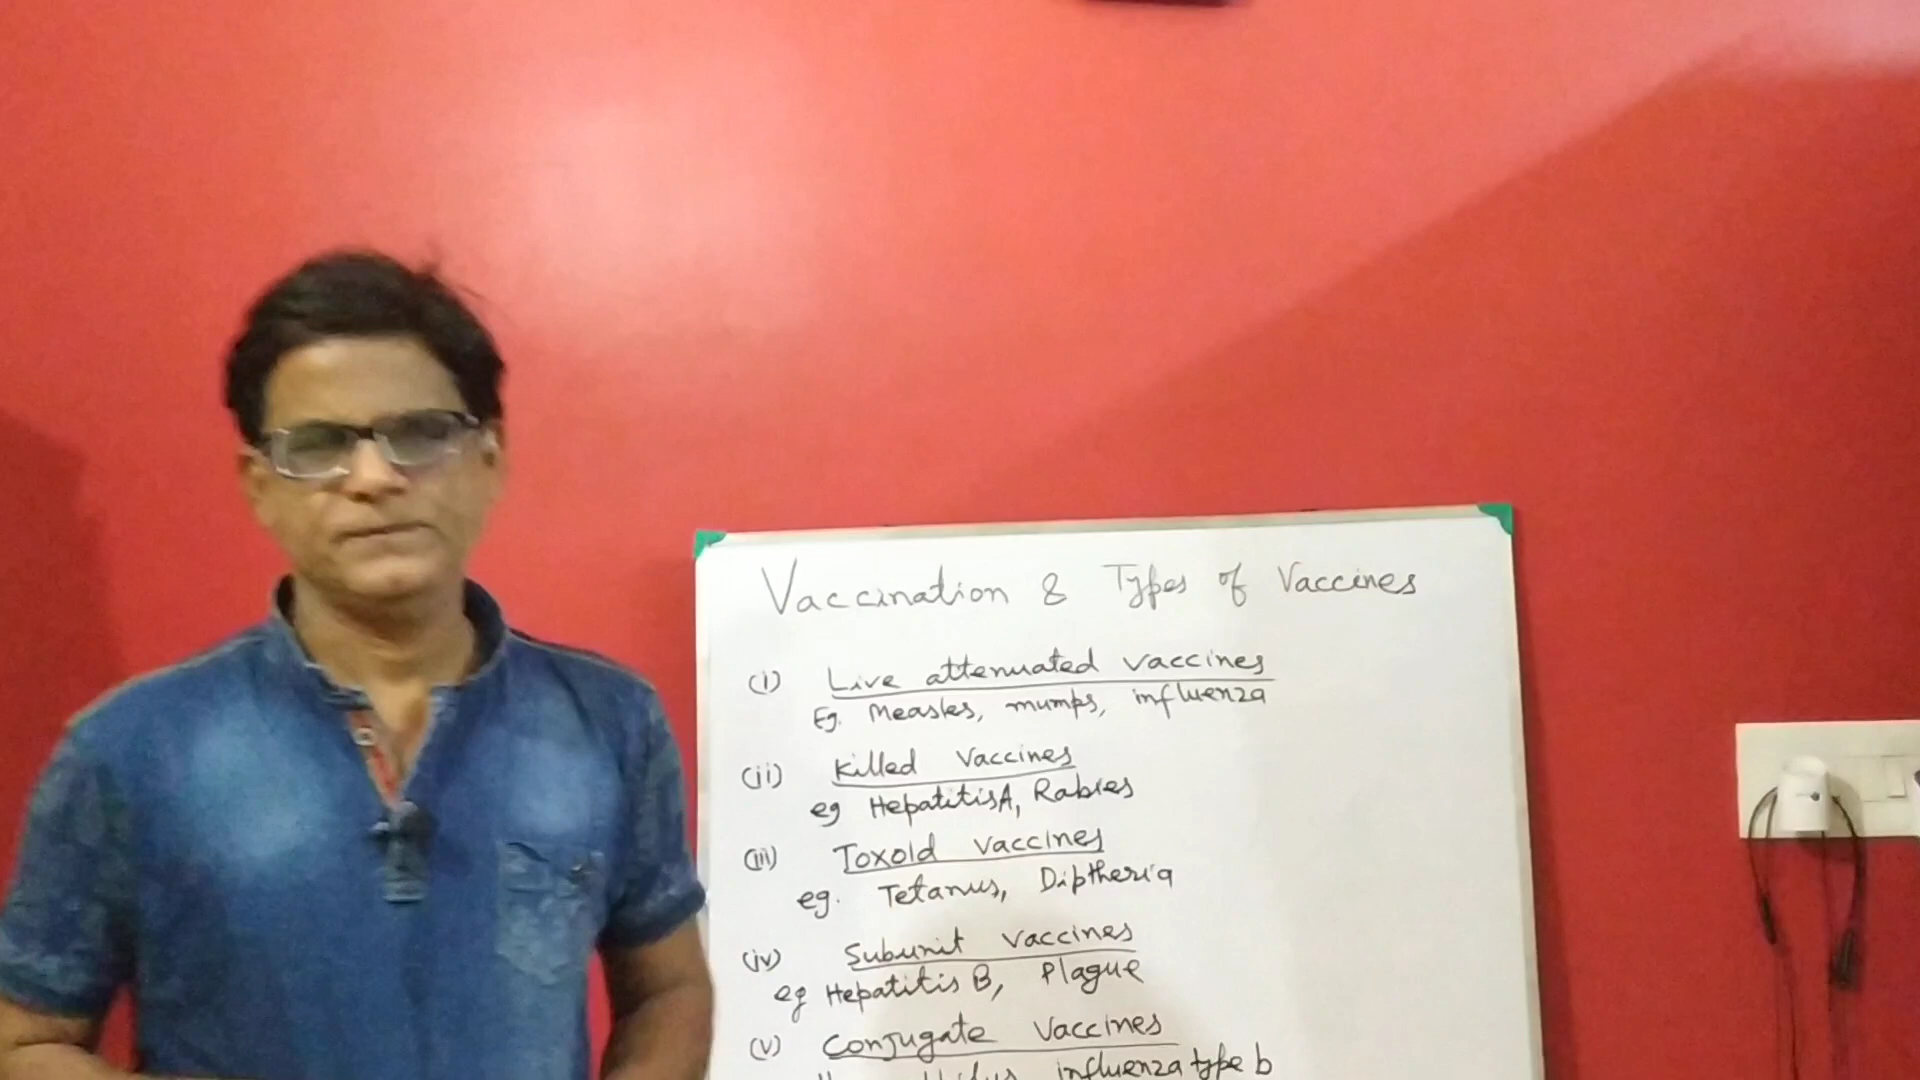 Vaccination & Types of Vaccines
(i) Live attenuated vaccines
Eg. Measles, mumps, influenza
(ii) Killed Vaccines
eg Hepatitis A, Rabies
(iii) Toxoid vaccines
eg. Tetanus, Diptheria
(iv) Subunit vaccines
eg Hepatitis B, Plague
(v) Conjugate Vaccines
influenza type b